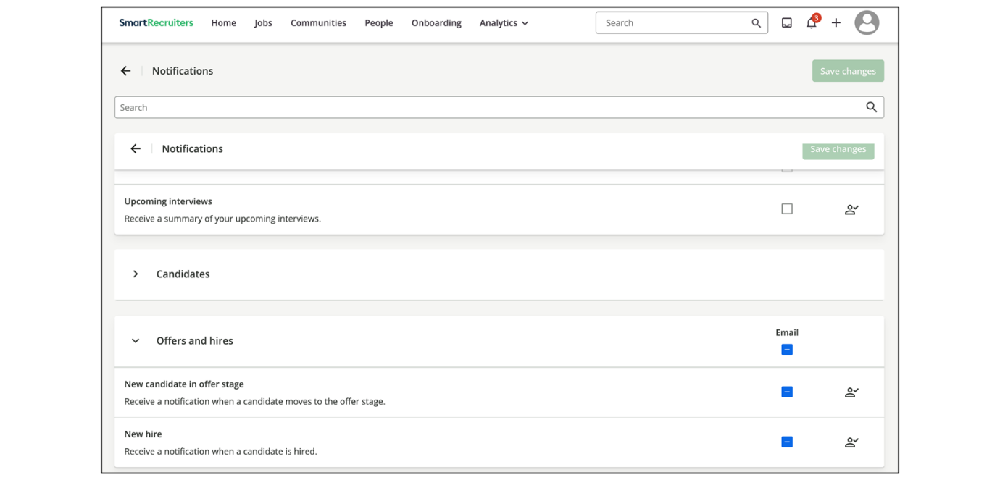 SmartRecruiters Home Jobs Communities People Onboarding Analytics Search 3
Notifications Save changes
Search
Notifications Save changes
Upcoming interviews
Receive a summary of your upcoming interviews.
Candidates
Email
Offers and hires
New candidate in offer stage
Receive a notification when a candidate moves to the offer stage.
New hire
Receive a notification when a candidate is hired.